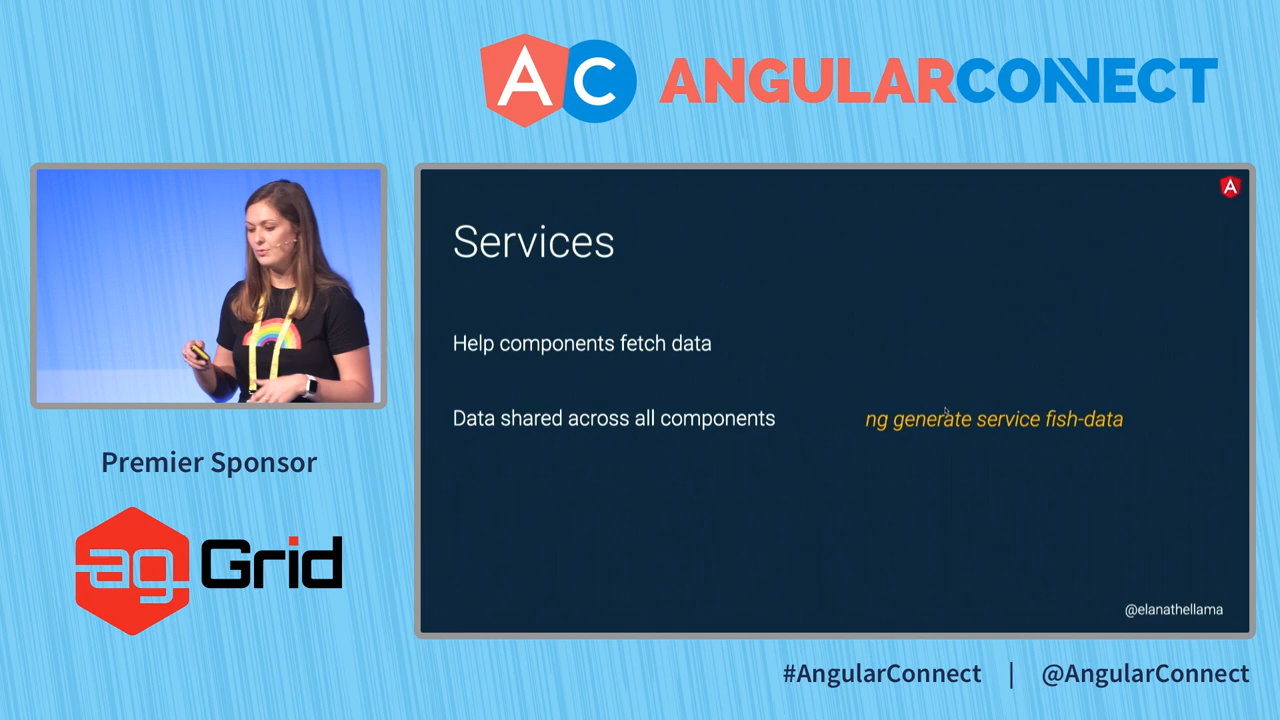 AC ANGULARCONNECT
A
Services
Help components fetch data
Data shared across all components
ng generate service fish-data
@elanathellama
Premier Sponsor
ag Grid
#AngularConnect | @AngularConnect